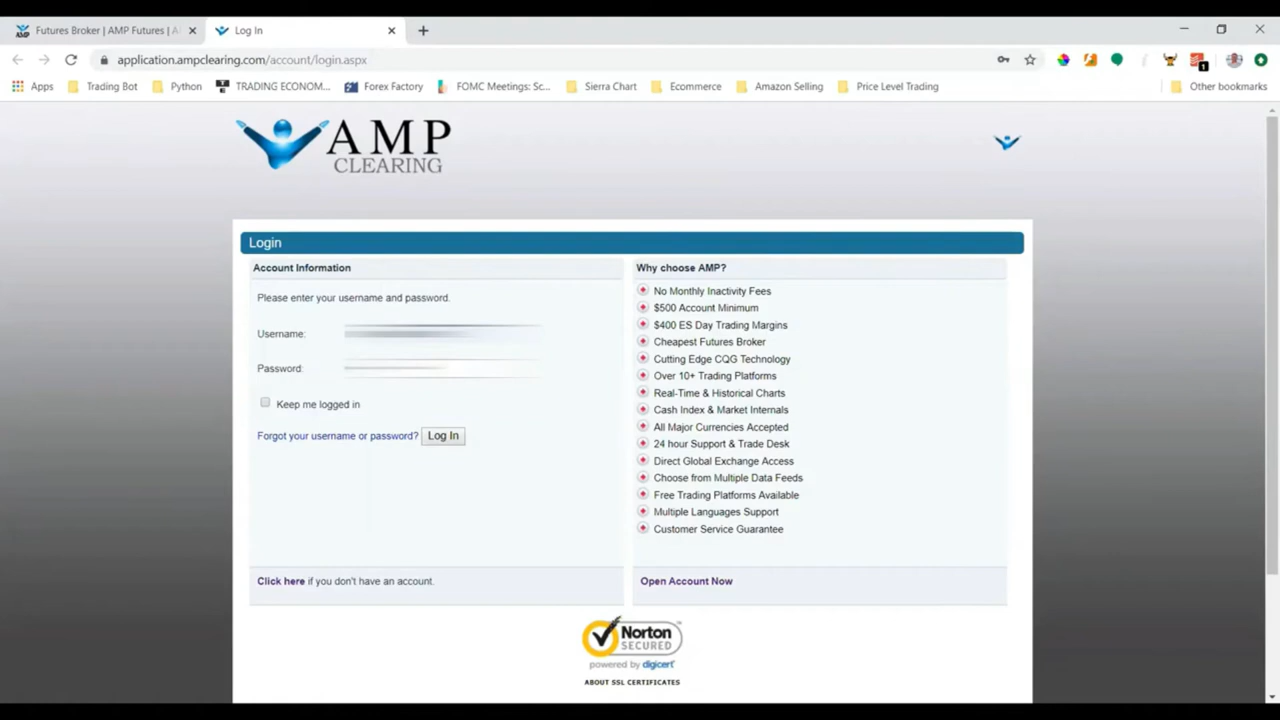 Futures Broker | AMP Futures | A
Log In
application.ampclearing.com/account/login.aspx
1
Apps
Trading Bot
Python
TRADING ECONOM...
Forex Factory
FOMC Meetings: Sc...
Sierra Chart
Ecommerce
Amazon Selling
Price Level Trading
Other bookmarks
AMP
CLEARING
Login
Account Information
Please enter your username and password.
Username:
Password:
Keep me logged in
Forgot your username or password? Log In
Click here if you don't have an account.
Why choose AMP?
No Monthly Inactivity Fees
$500 Account Minimum
$400 ES Day Trading Margins
Cheapest Futures Broker
Cutting Edge CQG Technology
Over 10+ Trading Platforms
Real-Time & Historical Charts
Cash Index & Market Internals
All Major Currencies Accepted
24 hour Support & Trade Desk
Direct Global Exchange Access
Choose from Multiple Data Feeds
Free Trading Platforms Available
Multiple Languages Support
Customer Service Guarantee
Open Account Now
Norton
SECURED
powered by digicert
ABOUT SSL CERTIFICATES